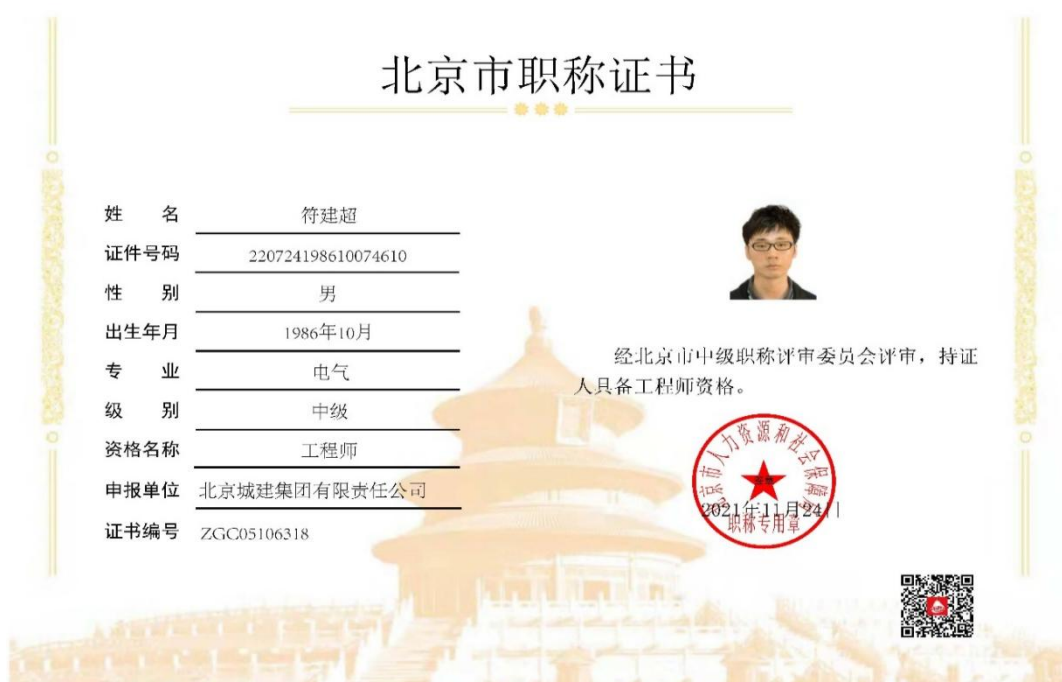 北京市职称证书
姓 名 符建超
证件号码 220724198610074610
性 别 男
出生年月 1986年10月
专 业 电气
级 别 中级
资格名称 工程师
申报单位 北京城建集团有限责任公司
证书编号 ZGC05106318
经北京市中级职称评审委员会评审，持证
人具备工程师资格。
北京市人力资源和社会保障局
2021年11月24日
职称专用章